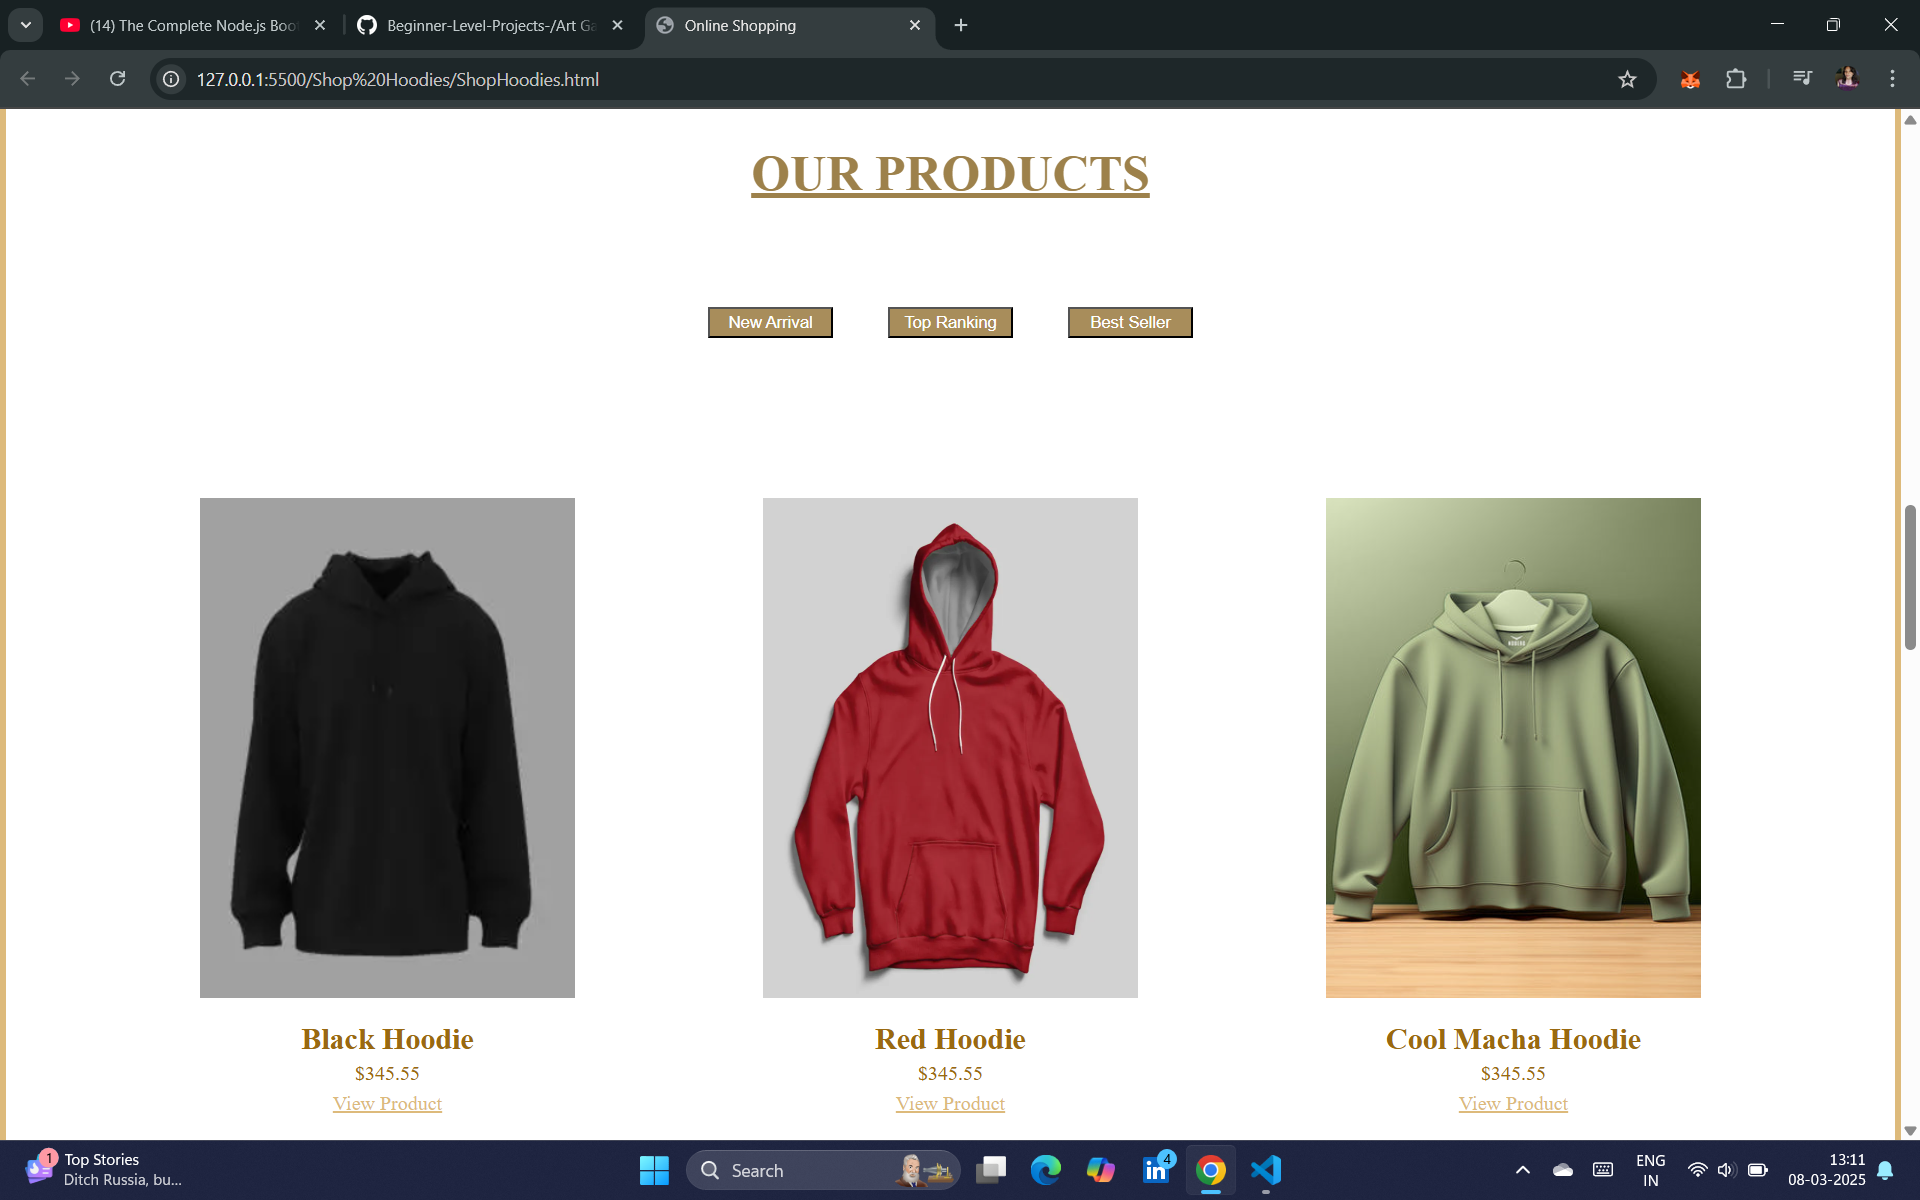 (14) The Complete Node.js Boo
Beginner-Level-Projects-/Art Ga
Online Shopping
127.0.0.1:5500/Shop%20Hoodies/ShopHoodies.html
OUR PRODUCTS
New Arrival
Top Ranking
Best Seller
Black Hoodie
$345.55
View Product
Red Hoodie
$345.55
View Product
Cool Macha Hoodie
$345.55
View Product
1
Top Stories
Ditch Russia, bu...
Search
4
ENG
IN
13:11
08-03-2025